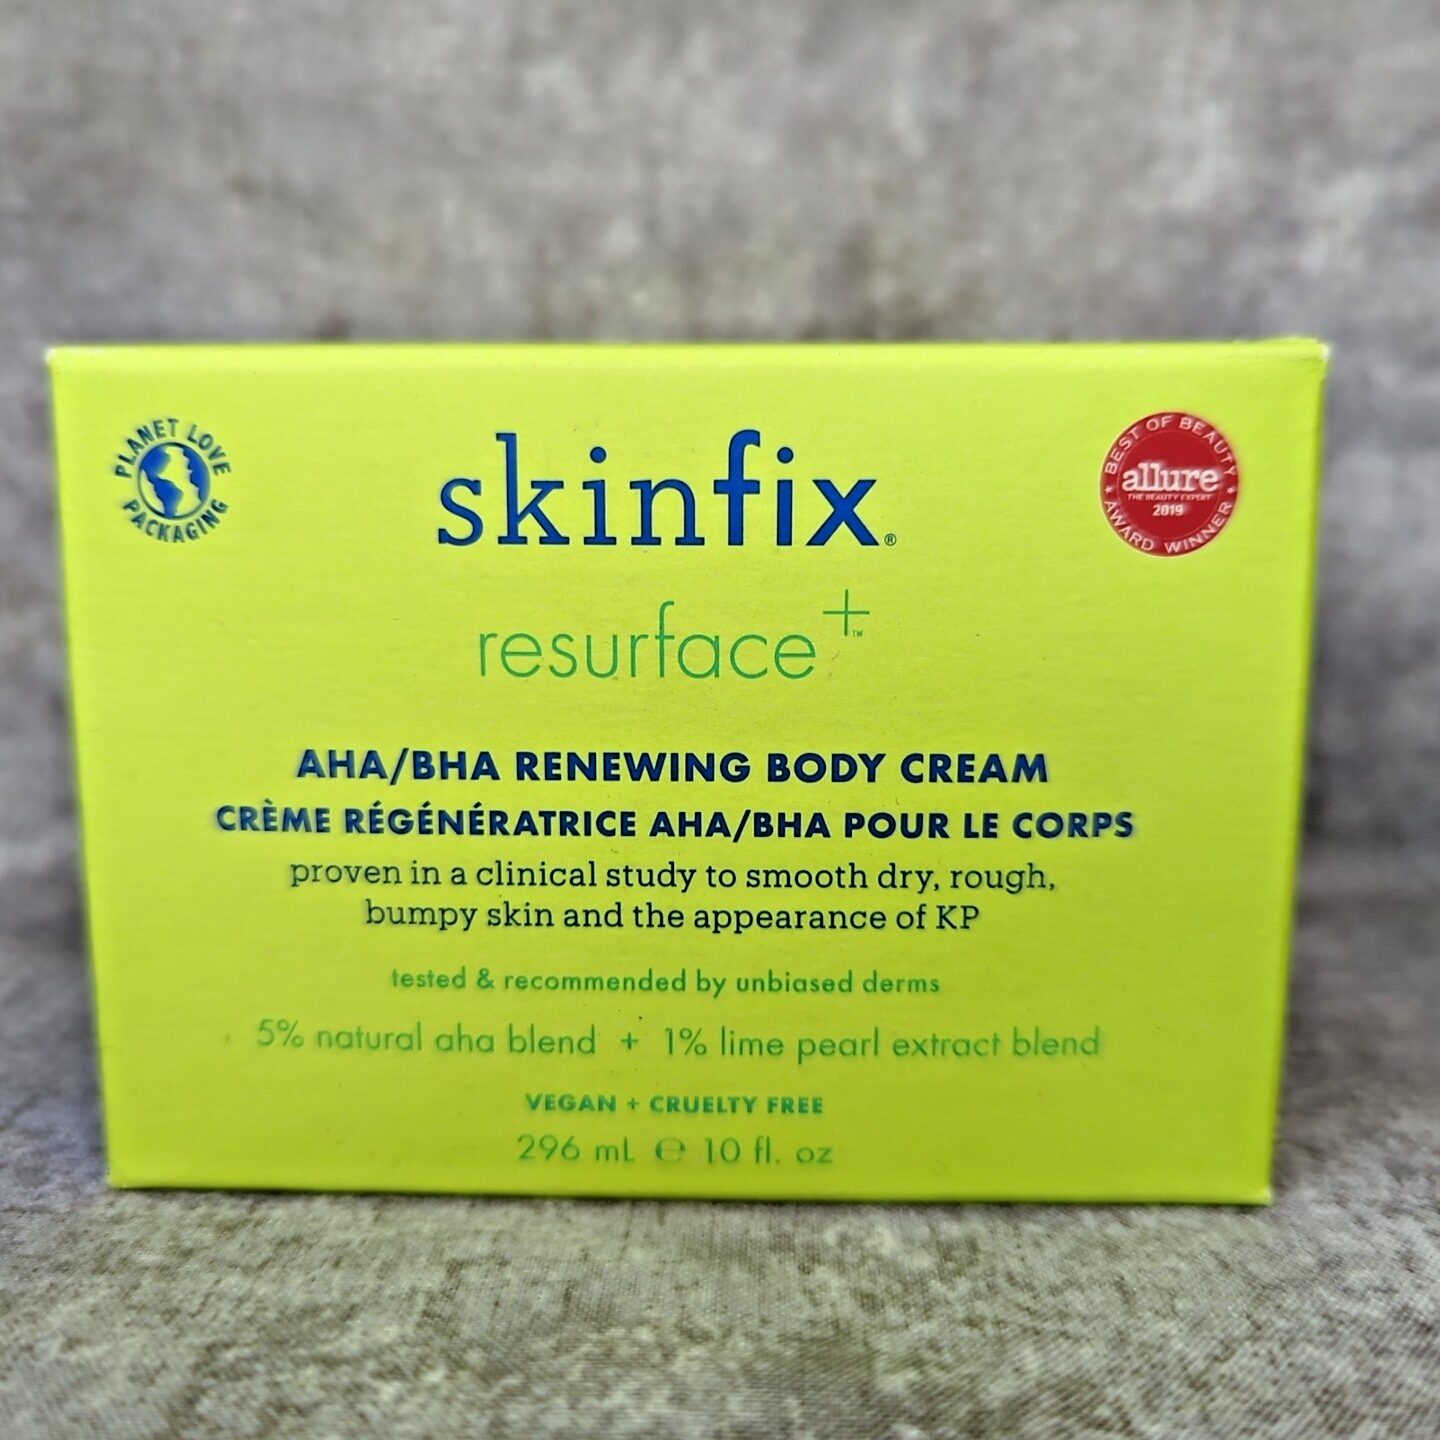 PLANET LOVE
PACKAGING
skinfix®
BEST OF BEAUTY
allure
THE BEAUTY EXPERT
2019
AWARD WINNER
resurface+™
AHA/BHA RENEWING BODY CREAM
CRÈME RÉGÉNÉRATRICE AHA/BHA POUR LE CORPS
proven in a clinical study to smooth dry, rough,
bumpy skin and the appearance of KP
tested & recommended by unbiased derms
5% natural aha blend + 1% lime pearl extract blend
VEGAN + CRUELTY FREE
296 mL ℮ 10 fl. oz